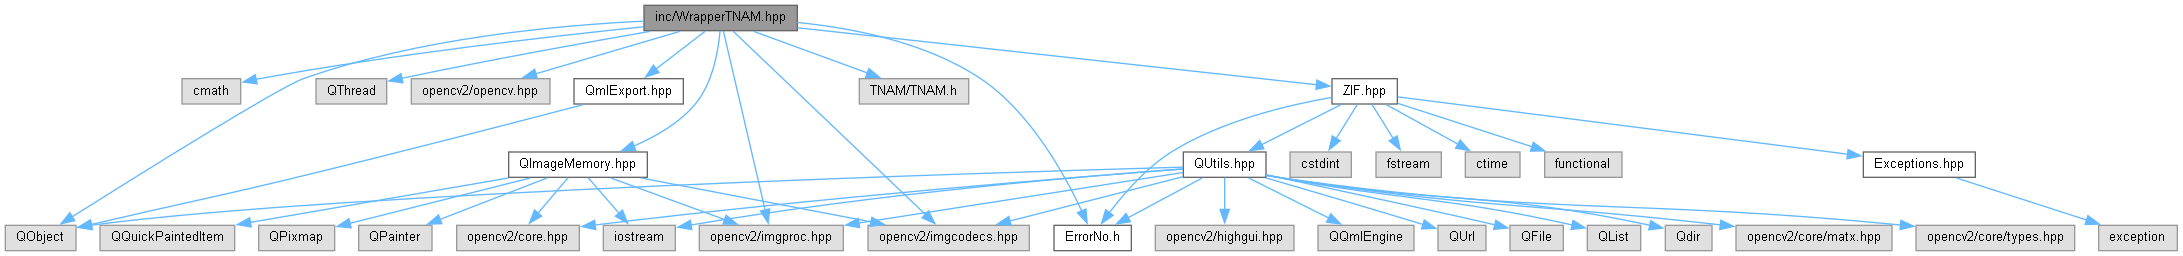 inc/WrapperTNAM.hpp
cmath
QThread
opencv2/opencv.hpp
QmlExport.hpp
TNAM/TNAM.h
ZIF.hpp
QImageMemory.hpp
QUtils.hpp
cstdint
fstream
ctime
functional
Exceptions.hpp
QObject
QQuickPaintedItem
QPixmap
QPainter
opencv2/core.hpp
iostream
opencv2/imgproc.hpp
opencv2/imgcodecs.hpp
ErrorNo.h
opencv2/highgui.hpp
QQmlEngine
QUrl
QFile
QList
Qdir
opencv2/core/matx.hpp
opencv2/core/types.hpp
exception